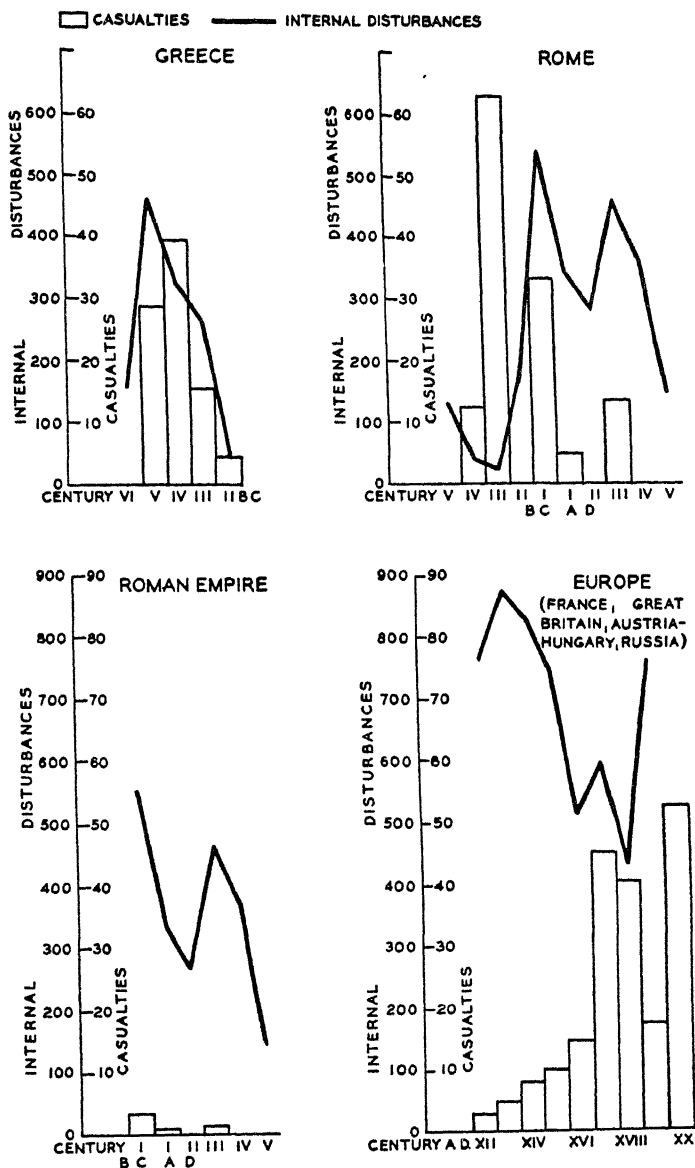 CASUALTIES INTERNAL DISTURBANCES
GREECE
INTERNAL DISTURBANCES
600
500
400
300
200
100
0
60
50
40
30
20
10
CASUALTIES
CENTURY VI V IV III II BC
ROME
INTERNAL DISTURBANCES
600
500
400
300
200
100
0
60
50
40
30
20
10
CASUALTIES
CENTURY V IV III II I I II III IV V
BC AD
ROMAN EMPIRE
INTERNAL DISTURBANCES
900
800
700
600
500
400
300
200
100
0
90
80
70
60
50
40
30
20
10
CASUALTIES
CENTURY I I II III IV V
BC AD
EUROPE
(FRANCE, GREAT
BRITAIN, AUSTRIA-
HUNGARY, RUSSIA)
INTERNAL DISTURBANCES
900
800
700
600
500
400
300
200
100
0
90
80
70
60
50
40
30
20
10
CASUALTIES
CENTURY A.D. XII XIV XVI XVIII XX